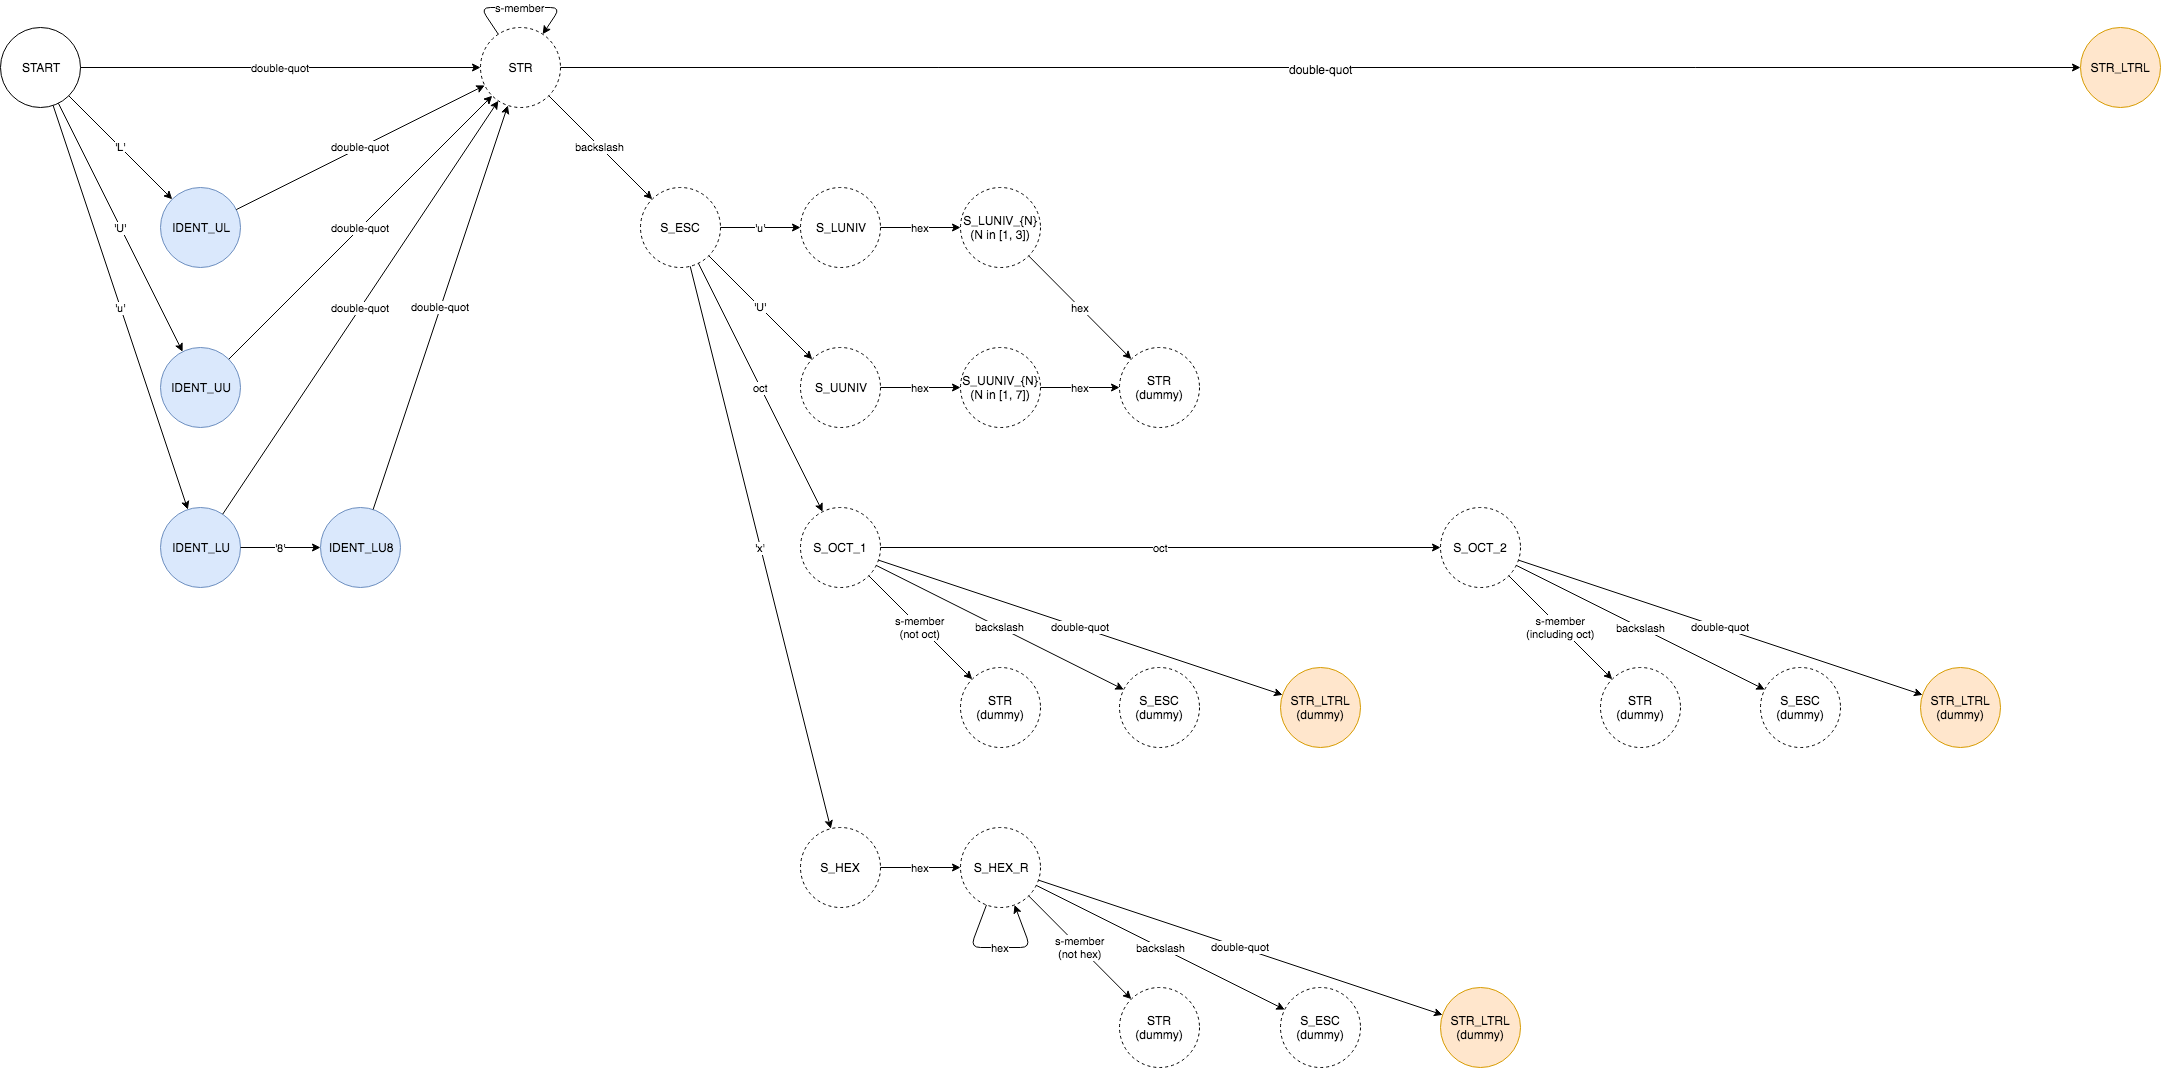 s-member
START
double-quot
STR
double-quot
STR_LTRL
'L'
double-quot
backslash
IDENT_UL
'U'
double-quot
S_ESC
'u'
S_LUNIV
hex
S_LUNIV_{N}
(N in [1, 3])
'u'
double-quot
double-quot
'U'
hex
IDENT_UU
oct
S_UUNIV
hex
S_UUNIV_{N}
(N in [1, 7])
hex
STR
(dummy)
IDENT_LU
'8'
IDENT_LU8
'x'
S_OCT_1
oct
S_OCT_2
s-member
(not oct)
backslash
double-quot
s-member
(including oct)
backslash
double-quot
STR
(dummy)
S_ESC
(dummy)
STR_LTRL
(dummy)
STR
(dummy)
S_ESC
(dummy)
STR_LTRL
(dummy)
S_HEX
hex
S_HEX_R
hex
s-member
(not hex)
backslash
double-quot
STR
(dummy)
S_ESC
(dummy)
STR_LTRL
(dummy)